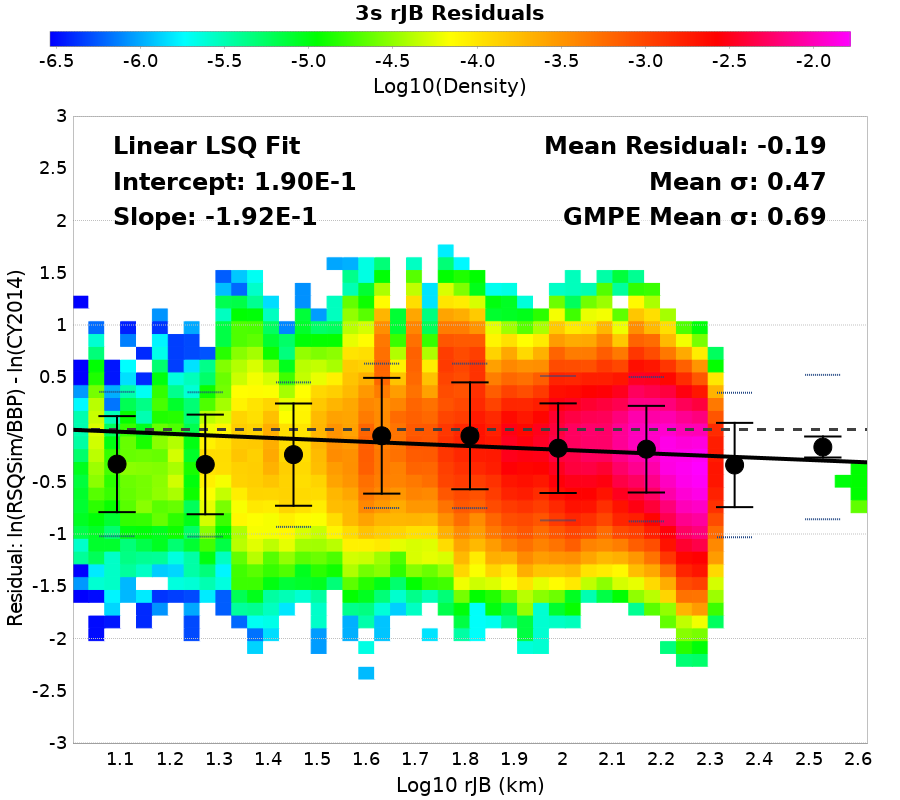 3s rJB Residuals
-6.5 -6.0 -5.5 -5.0 -4.5 -4.0 -3.5 -3.0 -2.5 -2.0
Log10(Density)
Linear LSQ Fit
Intercept: 1.90E-1
Slope: -1.92E-1
Mean Residual: -0.19
Mean σ: 0.47
GMPE Mean σ: 0.69
Residual: ln(RSQSim/BBP) - ln(CY2014)
3
2.5
2
1.5
1
0.5
0
-0.5
-1
-1.5
-2
-2.5
-3
1.1 1.2 1.3 1.4 1.5 1.6 1.7 1.8 1.9 2 2.1 2.2 2.3 2.4 2.5 2.6
Log10 rJB (km)